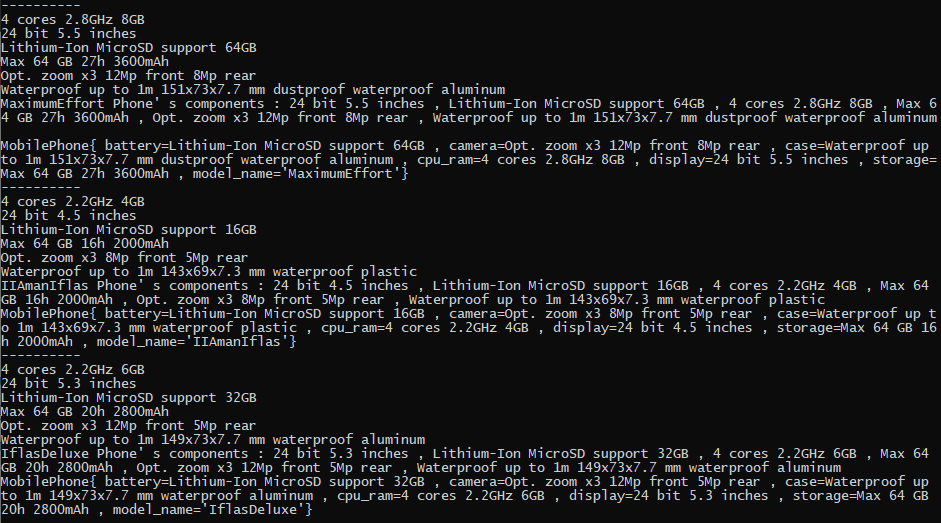 ----------
4 cores 2.8GHz 8GB
24 bit 5.5 inches
Lithium-Ion MicroSD support 64GB
Max 64 GB 27h 3600mAh
Opt. zoom x3 12Mp front 8Mp rear
Waterproof up to 1m 151x73x7.7 mm dustproof waterproof aluminum
MaximumEffort Phone' s components : 24 bit 5.5 inches , Lithium-Ion MicroSD support 64GB , 4 cores 2.8GHz 8GB , Max 6
4 GB 27h 3600mAh , Opt. zoom x3 12Mp front 8Mp rear , Waterproof up to 1m 151x73x7.7 mm dustproof waterproof aluminum
MobilePhone{ battery=Lithium-Ion MicroSD support 64GB , camera=Opt. zoom x3 12Mp front 8Mp rear , case=Waterproof up
to 1m 151x73x7.7 mm dustproof waterproof aluminum , cpu_ram=4 cores 2.8GHz 8GB , display=24 bit 5.5 inches , storage=
Max 64 GB 27h 3600mAh , model_name='MaximumEffort'}
----------
4 cores 2.2GHz 4GB
24 bit 4.5 inches
Lithium-Ion MicroSD support 16GB
Max 64 GB 16h 2000mAh
Opt. zoom x3 8Mp front 5Mp rear
Waterproof up to 1m 143x69x7.3 mm waterproof plastic
IIAmanIflas Phone' s components : 24 bit 4.5 inches , Lithium-Ion MicroSD support 16GB , 4 cores 2.2GHz 4GB , Max 64
GB 16h 2000mAh , Opt. zoom x3 8Mp front 5Mp rear , Waterproof up to 1m 143x69x7.3 mm waterproof plastic
MobilePhone{ battery=Lithium-Ion MicroSD support 16GB , camera=Opt. zoom x3 8Mp front 5Mp rear , case=Waterproof up t
o 1m 143x69x7.3 mm waterproof plastic , cpu_ram=4 cores 2.2GHz 4GB , display=24 bit 4.5 inches , storage=Max 64 GB 16
h 2000mAh , model_name='IIAmanIflas'}
----------
4 cores 2.2GHz 6GB
24 bit 5.3 inches
Lithium-Ion MicroSD support 32GB
Max 64 GB 20h 2800mAh
Opt. zoom x3 12Mp front 5Mp rear
Waterproof up to 1m 149x73x7.7 mm waterproof aluminum
IflasDeluxe Phone' s components : 24 bit 5.3 inches , Lithium-Ion MicroSD support 32GB , 4 cores 2.2GHz 6GB , Max 64
GB 20h 2800mAh , Opt. zoom x3 12Mp front 5Mp rear , Waterproof up to 1m 149x73x7.7 mm waterproof aluminum
MobilePhone{ battery=Lithium-Ion MicroSD support 32GB , camera=Opt. zoom x3 12Mp front 5Mp rear , case=Waterproof up
to 1m 149x73x7.7 mm waterproof aluminum , cpu_ram=4 cores 2.2GHz 6GB , display=24 bit 5.3 inches , storage=Max 64 GB
20h 2800mAh , model_name='IflasDeluxe'}